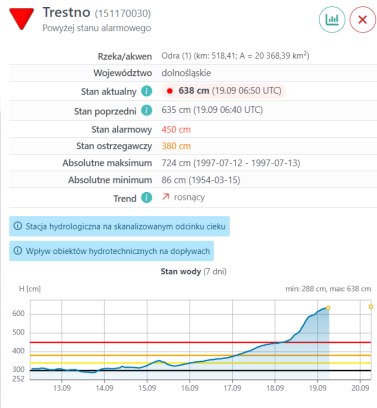 Trestno (151170030)
Powyżej stanu alarmowego
Rzeka/akwen Odra (1) (km: 518,41; A = 20 368,39 km²)
Województwo dolnośląskie
Stan aktualny 638 cm (19.09 06:50 UTC)
Stan poprzedni 635 cm (19.09 06:40 UTC)
Stan alarmowy 450 cm
Stan ostrzegawczy 380 cm
Absolutne maksimum 724 cm (1997-07-12 - 1997-07-13)
Absolutne minimum 86 cm (1954-03-15)
Trend rosnący
Stacja hydrologiczna na skanalizowanym odcinku cieku
Wpływ obiektów hydrotechnicznych na dopływach
Stan wody (7 dni)
H [cm] min: 288 cm, max: 638 cm
600
500
400
300
252
13.09 14.09 15.09 16.09 17.09 18.09 19.09 20.09